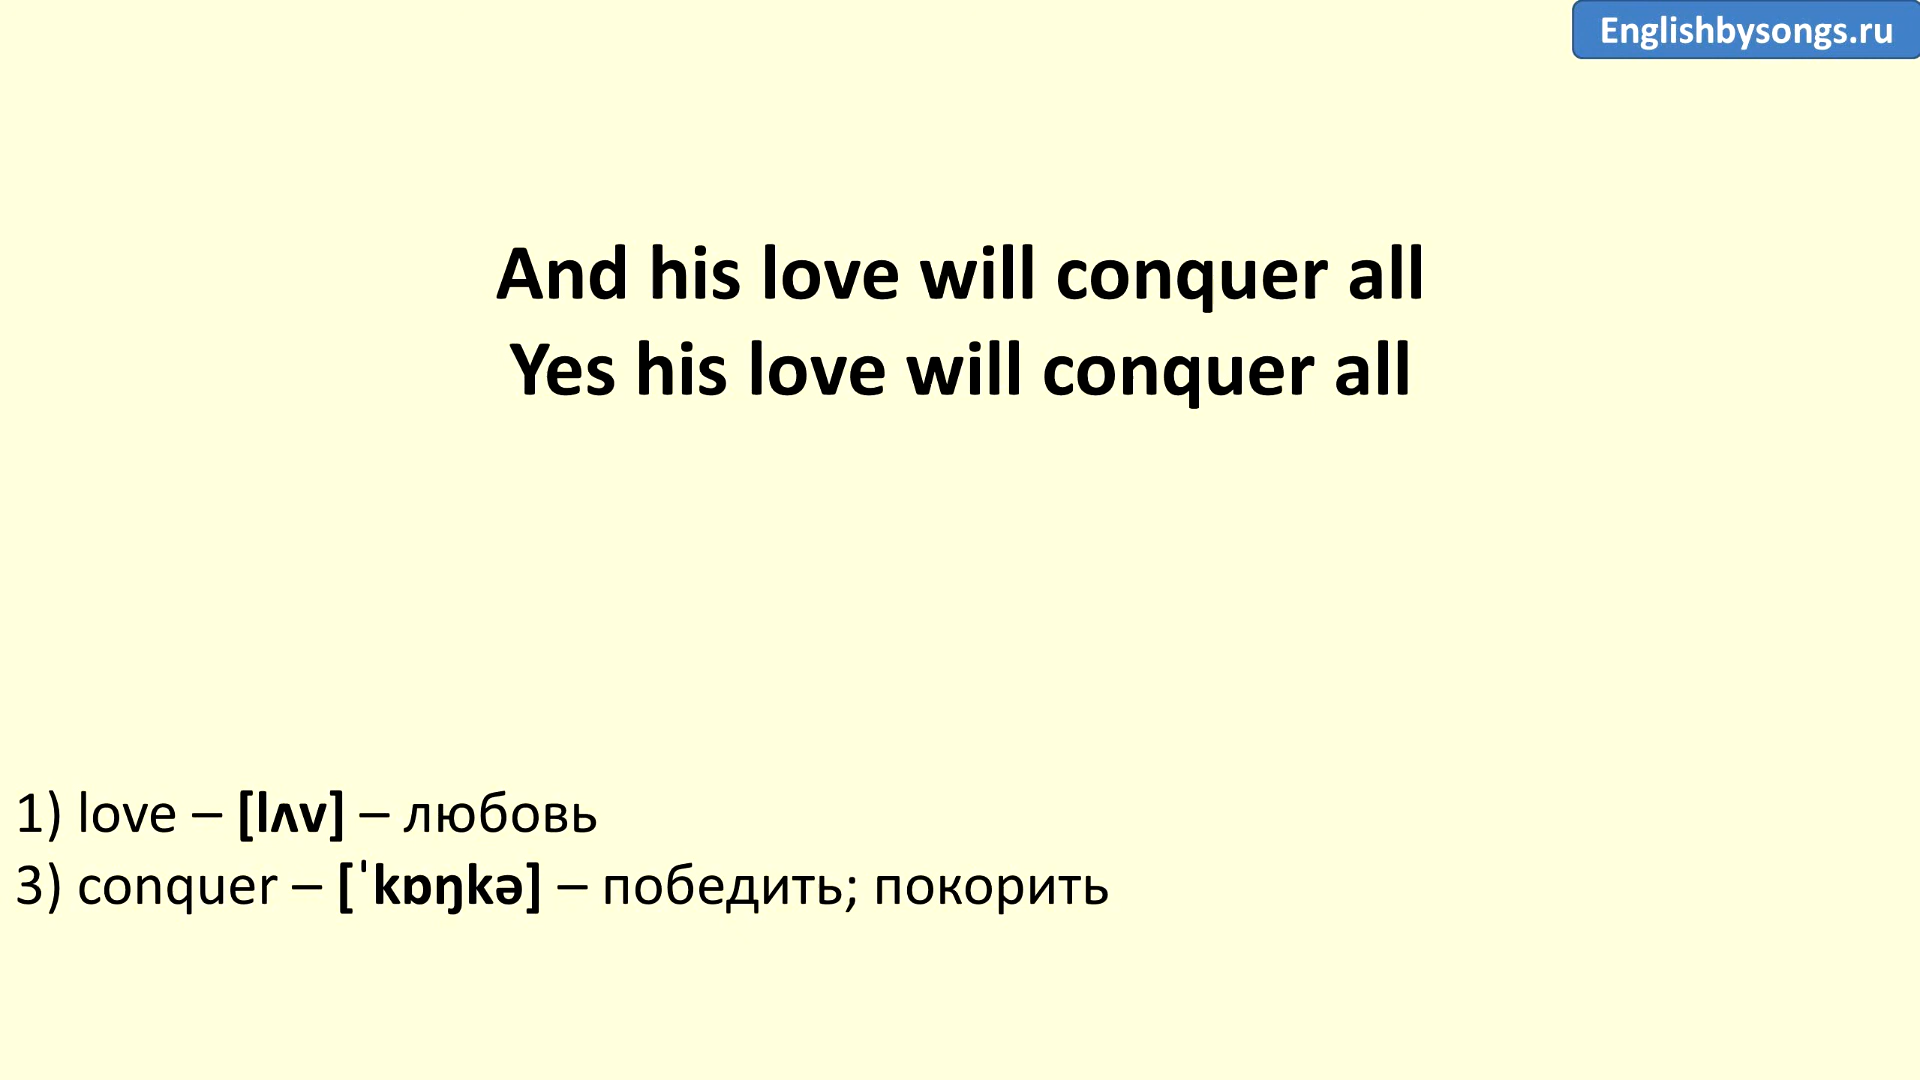 Englishbysongs.ru
And his love will conquer all
Yes his love will conquer all
1) love – [lʌv] – любовь
3) conquer – [ˈkɒŋkə] – победить; покорить